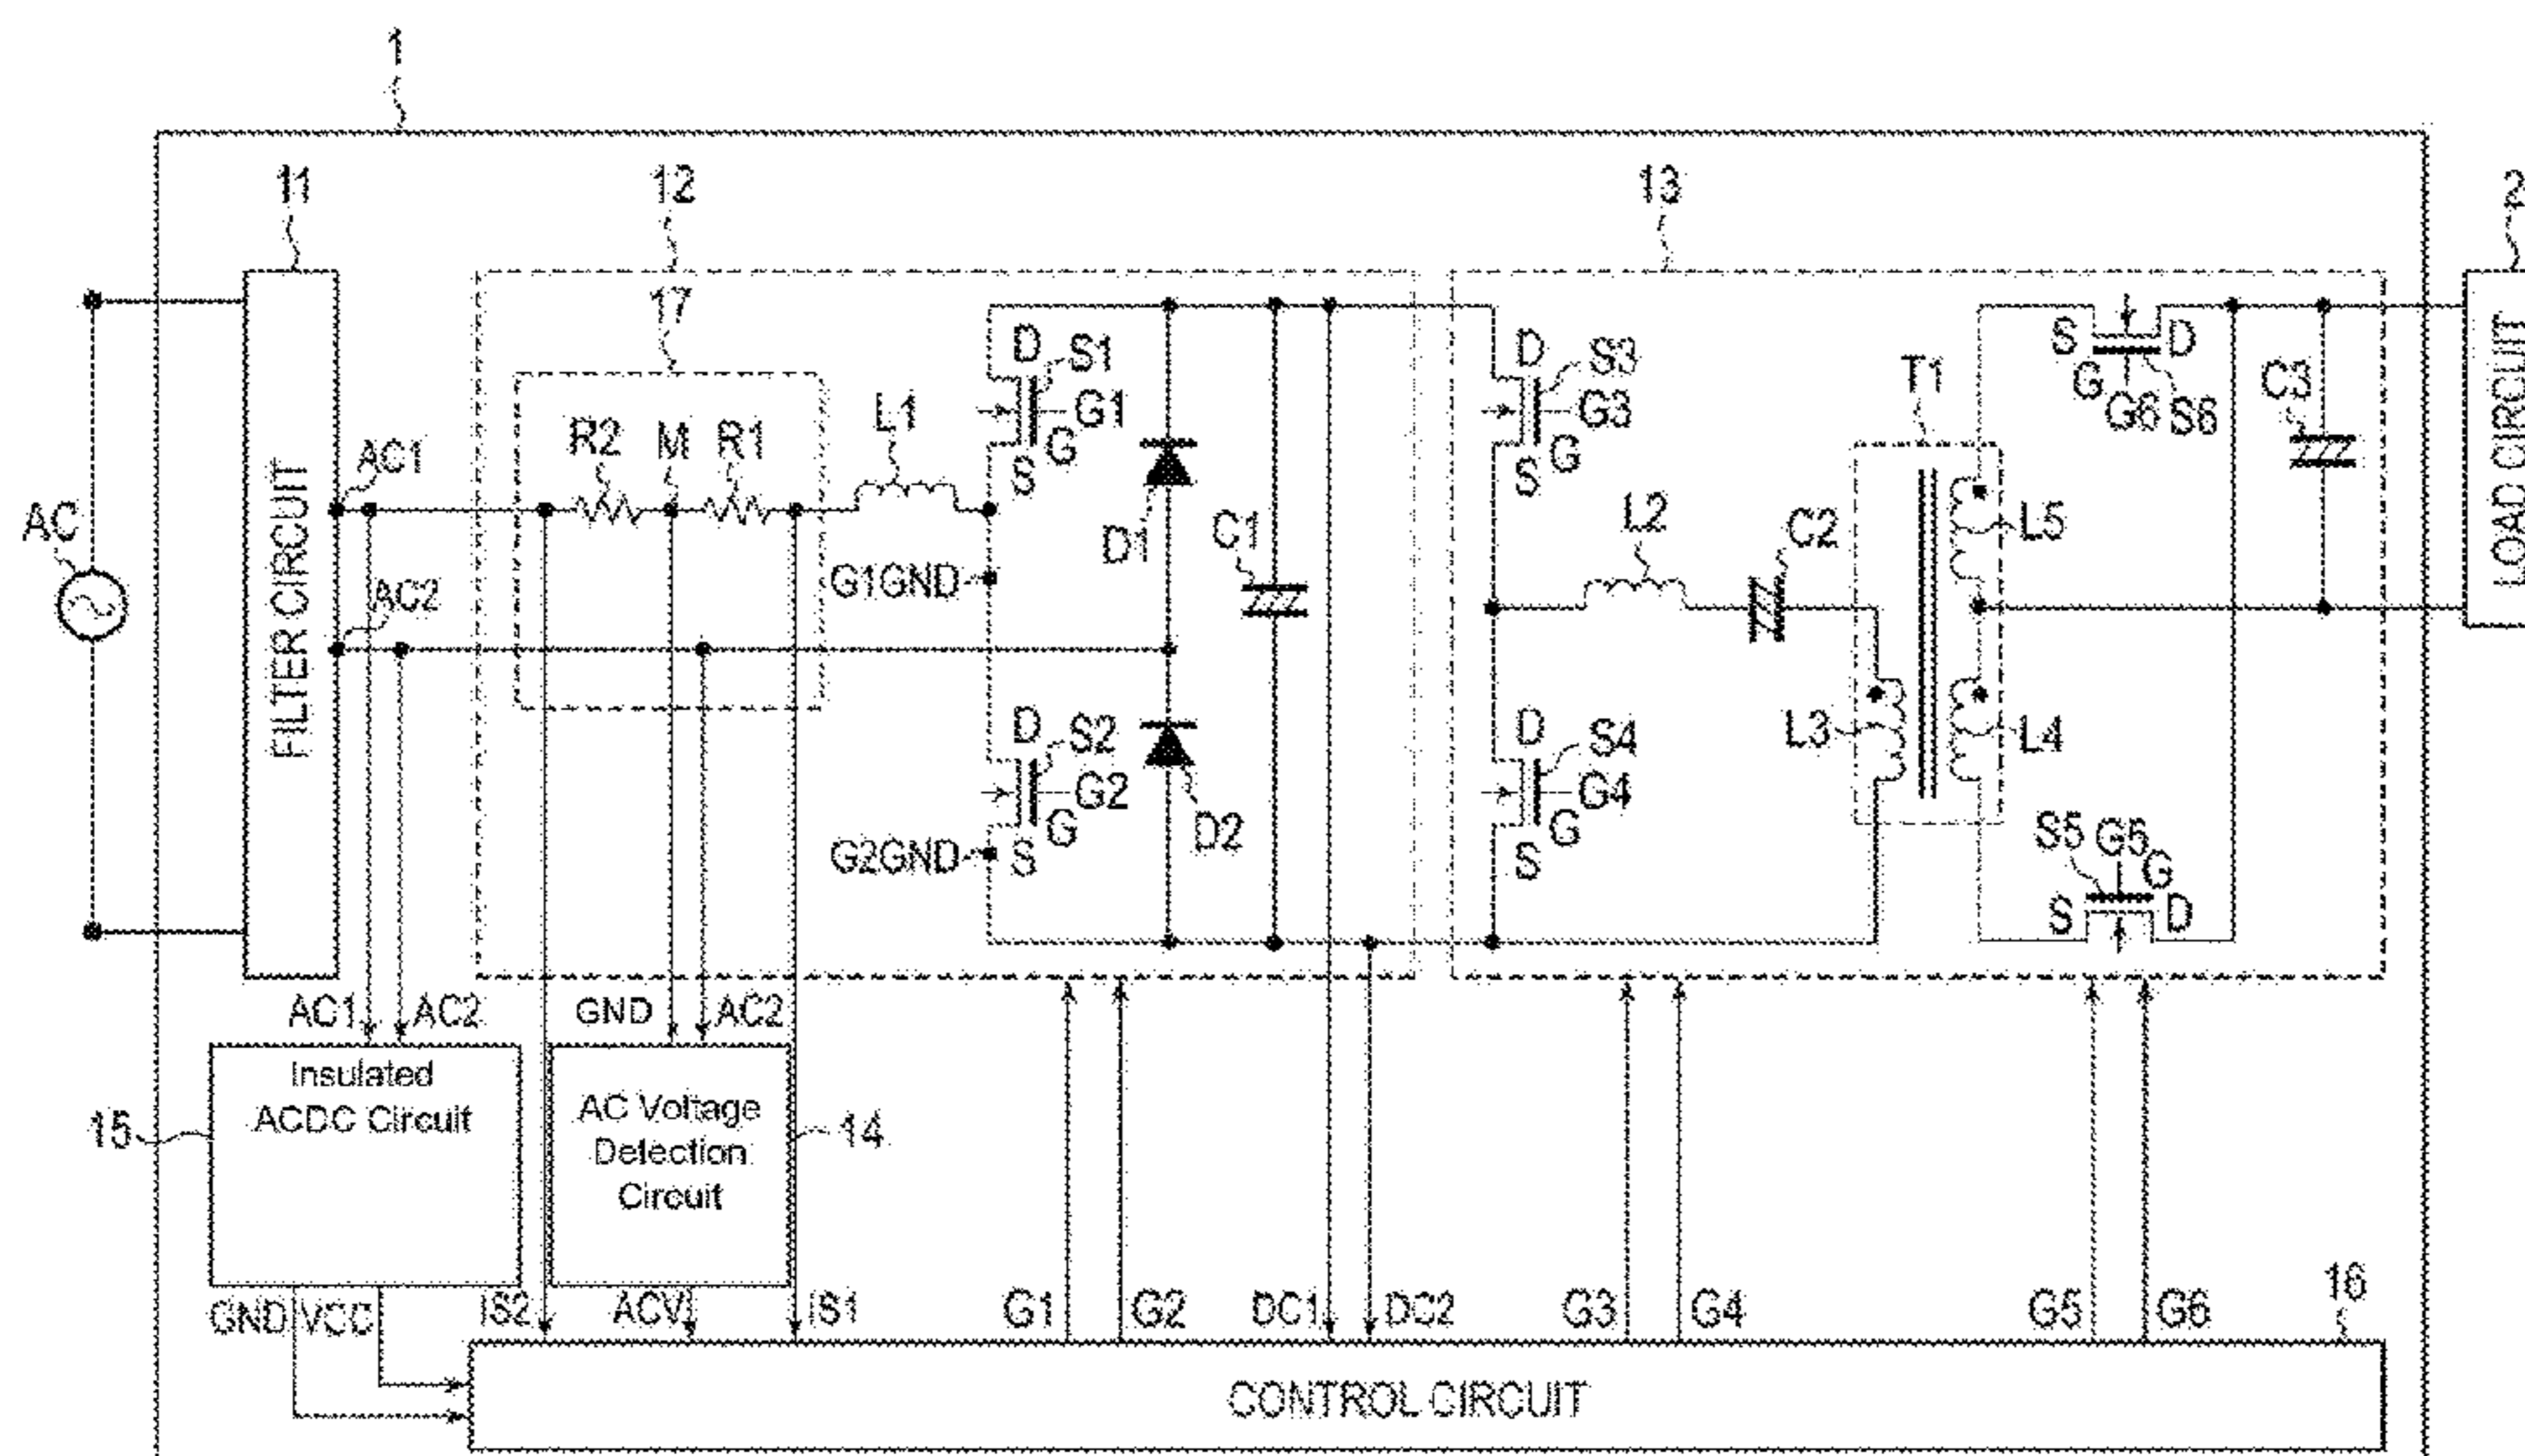 1
11
12
13
2
17
AC
FILTER CIRCUIT
AC1
AC2
R2
M
R1
L1
G1GND
G2GND
D
S1
G1
G
S
D
S2
G2
G
S
D1
D2
C1
D
S3
G3
G
S
D
S4
G4
G
S
L2
C2
T1
L3
L5
L4
S
D
G
G6
S6
C3
S5
G5
G
S
D
LOAD CIRCUIT
AC1
AC2
GND
AC2
Insulated
ACDC Circuit
15
AC Voltage
Detection
Circuit
14
GND
VCC
IS2
ACV
IS1
G1
G2
DC1
DC2
G3
G4
G5
G6
16
CONTROL CIRCUIT